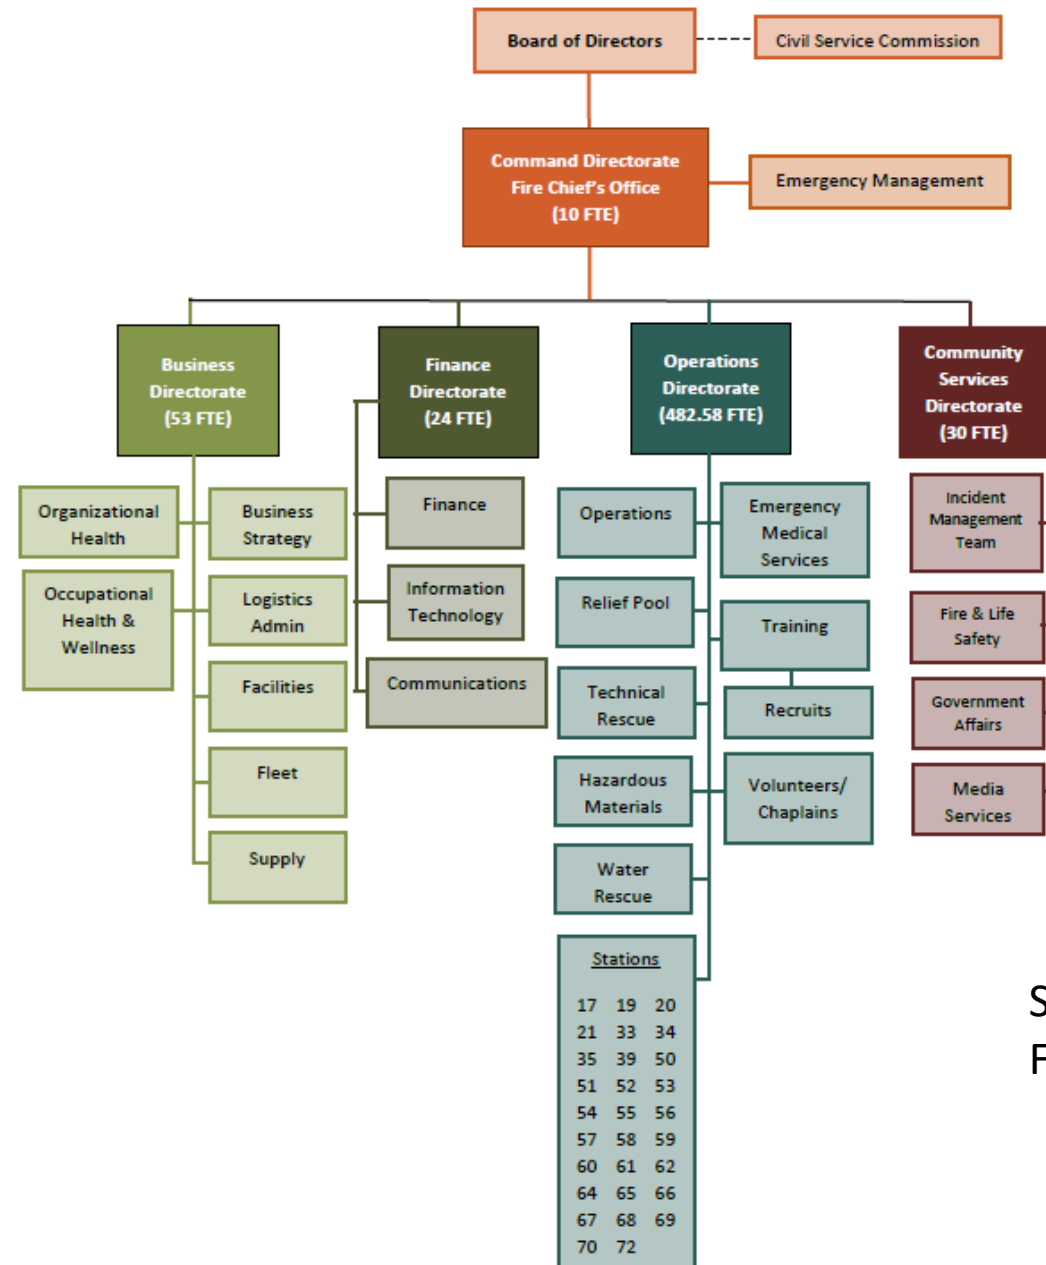 Board of Directors
Civil Service Commission
Command Directorate
Fire Chief's Office
(10 FTE)
Emergency Management
Business
Directorate
(53 FTE)
Finance
Directorate
(24 FTE)
Operations
Directorate
(482.58 FTE)
Community
Services
Directorate
(30 FTE)
Organizational
Health
Occupational
Health &
Wellness
Business
Strategy
Logistics
Admin
Facilities
Fleet
Supply
Finance
Information
Technology
Communications
Operations
Relief Pool
Technical
Rescue
Hazardous
Materials
Water
Rescue
Emergency
Medical
Services
Training
Recruits
Volunteers/
Chaplains
Stations
17 19 20
21 33 34
35 39 50
51 52 53
54 55 56
57 58 59
60 61 62
64 65 66
67 68 69
70 72
Incident
Management
Team
Fire & Life
Safety
Government
Affairs
Media
Services
S
F